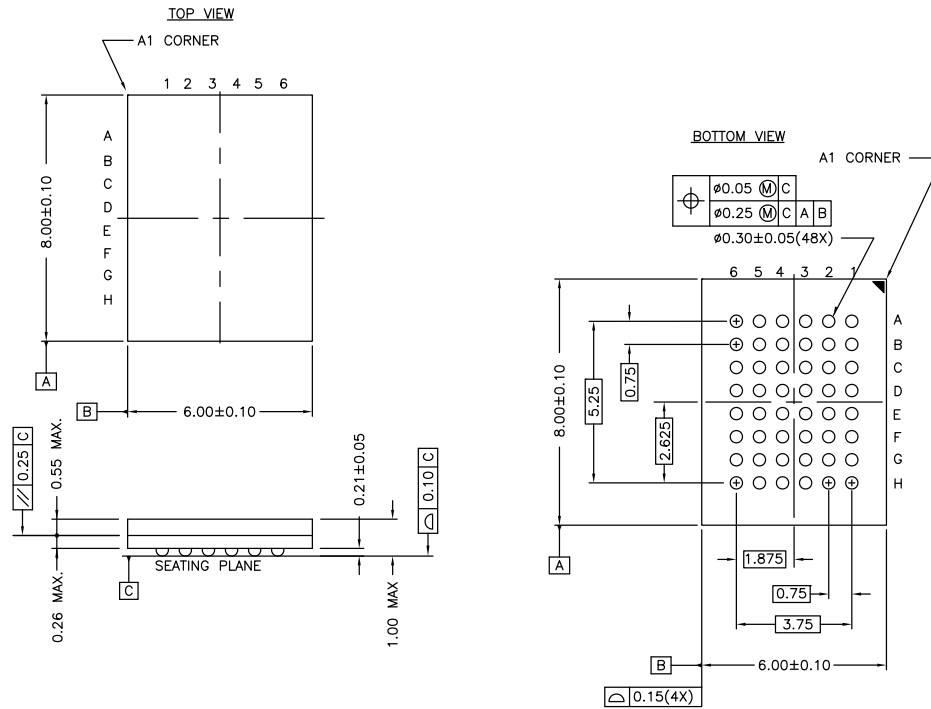 TOP VIEW
A1 CORNER
1 2 3 4 5 6
A
B
C
D
E
F
G
H
8.00±0.10
A
B
6.00±0.10
// 0.25 C
0.55 MAX.
0.26 MAX.
0.21±0.05
⌓ 0.10 C
SEATING PLANE
C
1.00 MAX
BOTTOM VIEW
A1 CORNER
⌖ ø0.05 Ⓜ C
ø0.25 Ⓜ C A B
ø0.30±0.05(48X)
6 5 4 3 2 1
A
B
C
D
E
F
G
H
8.00±0.10
5.25
0.75
2.625
A
1.875
0.75
3.75
B
6.00±0.10
⌓ 0.15(4X)